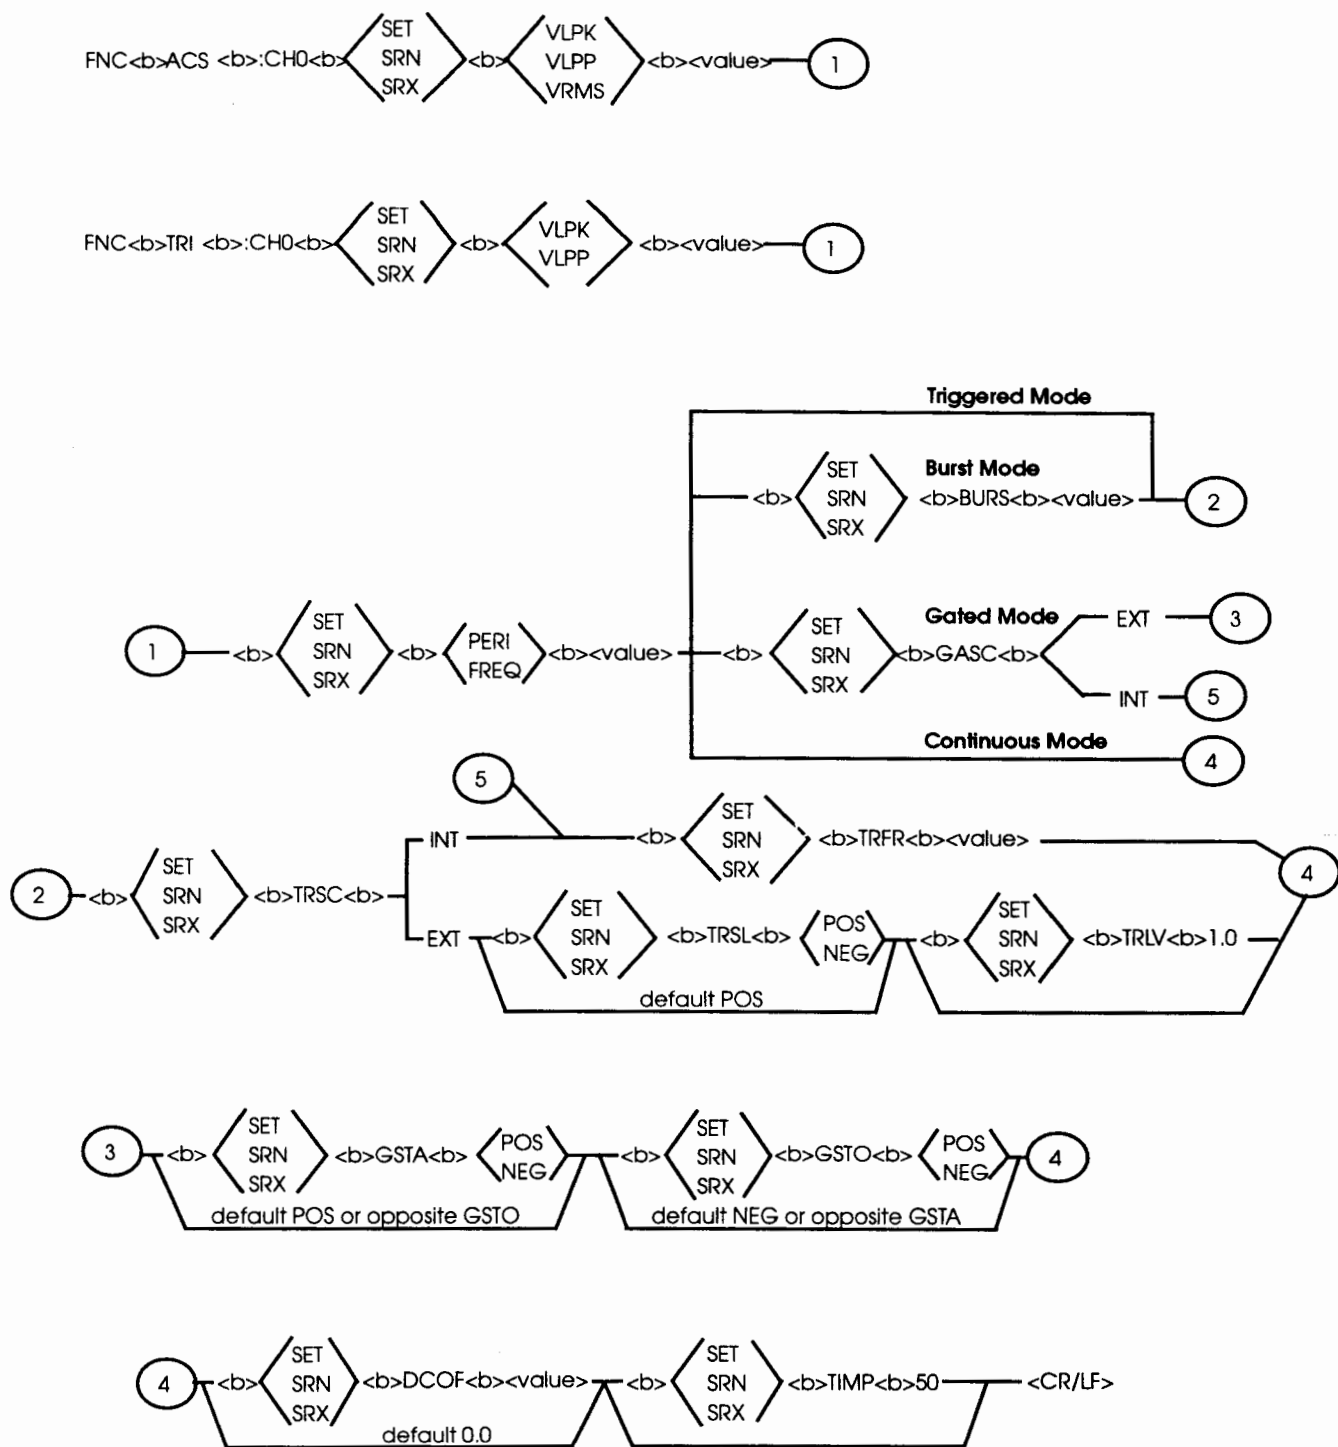 FNC<b>ACS <b>:CH0<b> SET SRN SRX <b> VLPK VLPP VRMS <b><value> 1
FNC<b>TRI <b>:CH0<b> SET SRN SRX <b> VLPK VLPP <b><value> 1
Triggered Mode
<b> SET SRN SRX Burst Mode <b>BURS<b><value> 2
1 <b> SET SRN SRX <b> PERI FREQ <b><value> <b> SET SRN SRX Gated Mode <b>GASC<b> EXT 3 INT 5
Continuous Mode 4
5
INT <b> SET SRN SRX <b>TRFR<b><value> 4
2 <b> SET SRN SRX <b>TRSC<b>
EXT <b> SET SRN SRX <b>TRSL<b> POS NEG <b> SET SRN SRX <b>TRLV<b>1.0
default POS
3 <b> SET SRN SRX <b>GSTA<b> POS NEG <b> SET SRN SRX <b>GSTO<b> POS NEG 4
default POS or opposite GSTO default NEG or opposite GSTA
4 <b> SET SRN SRX <b>DCOF<b><value> <b> SET SRN SRX <b>TIMP<b>50 <CR/LF>
default 0.0